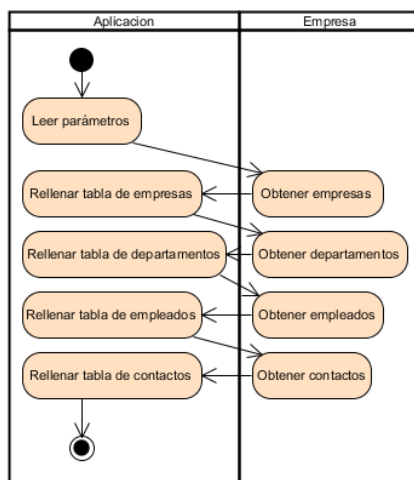 Aplicacion
Empresa
Leer parámetros
Rellenar tabla de empresas
Obtener empresas
Rellenar tabla de departamentos
Obtener departamentos
Rellenar tabla de empleados
Obtener empleados
Rellenar tabla de contactos
Obtener contactos